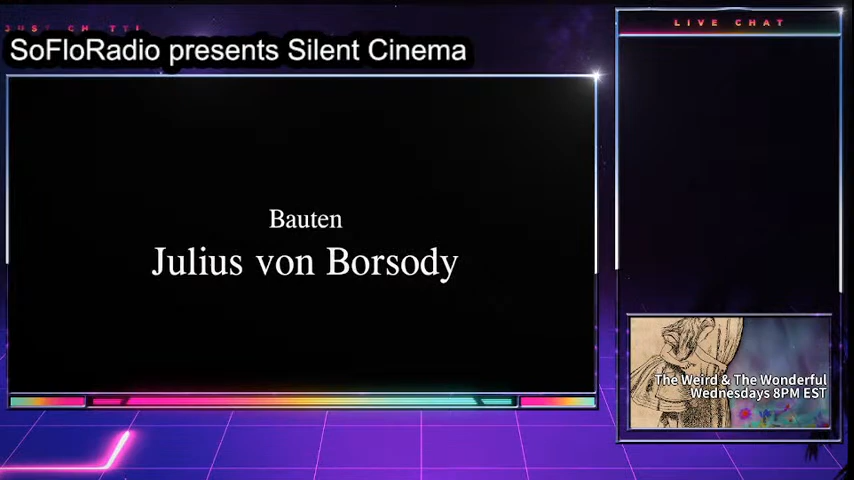 SoFloRadio presents Silent Cinema
LIVE CHAT
Bauten
Julius von Borsody
The Weird & The Wonderful
Wednesdays 8PM EST